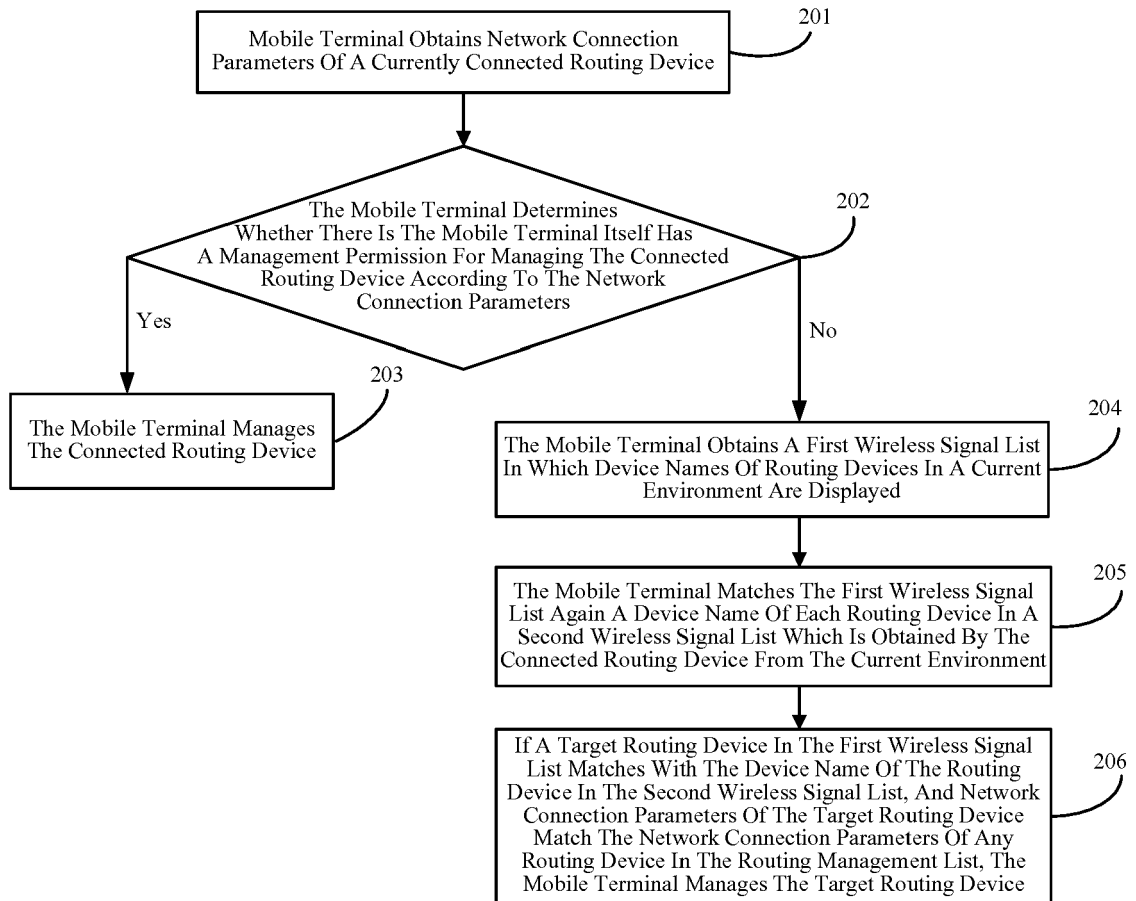 201
Mobile Terminal Obtains Network Connection
Parameters Of A Currently Connected Routing Device
202
The Mobile Terminal Determines
Whether There Is The Mobile Terminal Itself Has
A Management Permission For Managing The Connected
Routing Device According To The Network
Connection Parameters
Yes
No
203
The Mobile Terminal Manages
The Connected Routing Device
204
The Mobile Terminal Obtains A First Wireless Signal List
In Which Device Names Of Routing Devices In A Current
Environment Are Displayed
205
The Mobile Terminal Matches The First Wireless Signal
List Again A Device Name Of Each Routing Device In A
Second Wireless Signal List Which Is Obtained By The
Connected Routing Device From The Current Environment
206
If A Target Routing Device In The First Wireless Signal
List Matches With The Device Name Of The Routing
Device In The Second Wireless Signal List, And Network
Connection Parameters Of The Target Routing Device
Match The Network Connection Parameters Of Any
Routing Device In The Routing Management List, The
Mobile Terminal Manages The Target Routing Device